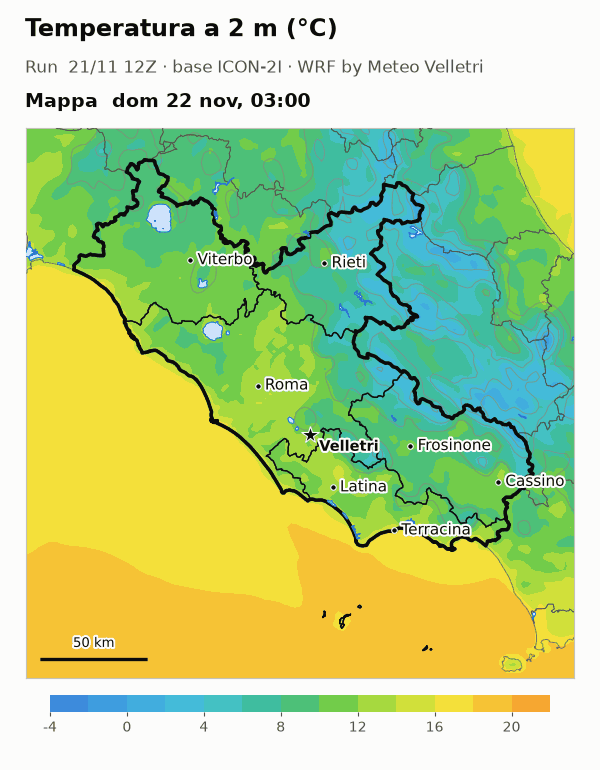 Temperatura a 2 m (°C)
Run  21/11 12Z · base ICON-2I · WRF by Meteo Velletri
Mappa  dom 22 nov, 03:00
Viterbo
Rieti
Roma
Velletri
Frosinone
Latina
Cassino
Terracina
50 km
-4 0 4 8 12 16 20